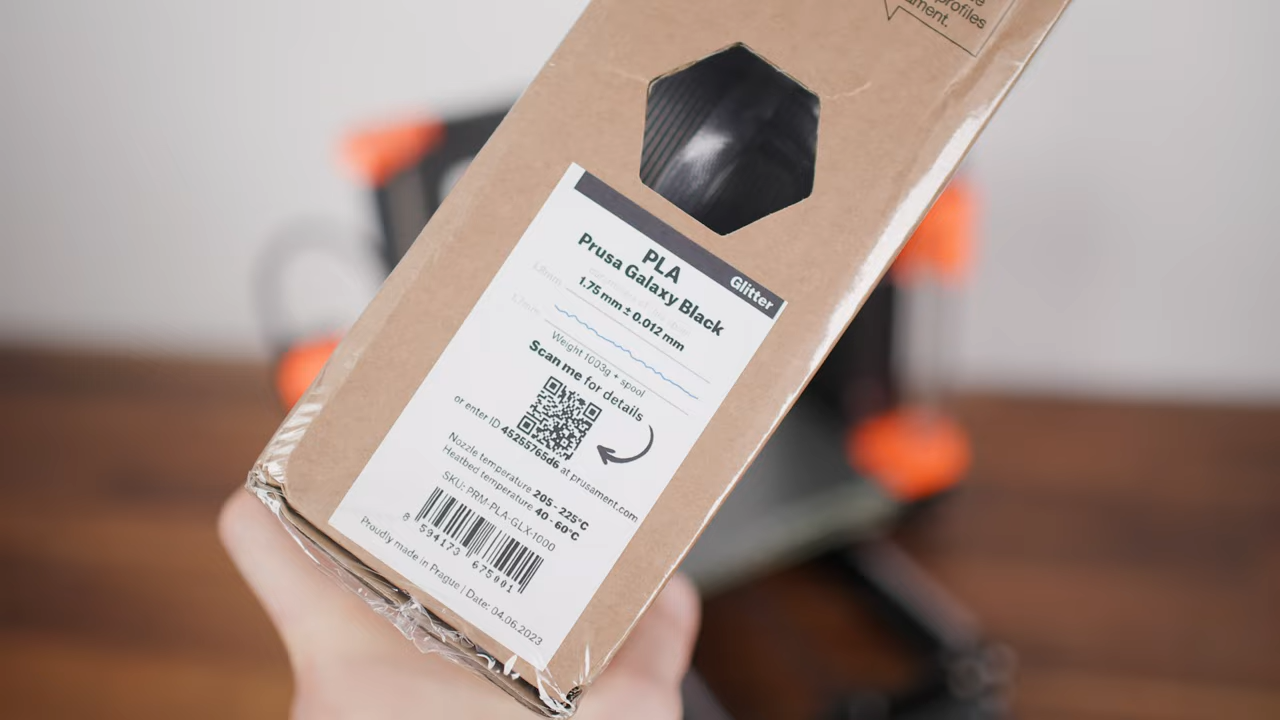 profiles
ament.
Glitter
PLA
Prusa Galaxy Black
1.75 mm ± 0.012 mm
Weight 1003g + spool
Scan me for details
or enter ID 45255765d6 at prusament.com
Nozzle temperature 205 - 225°C
Heatbed temperature 40 - 60°C
SKU: PRM-PLA-GLX-1000
8 594173 675001
Proudly made in Prague | Date: 04.06.2023